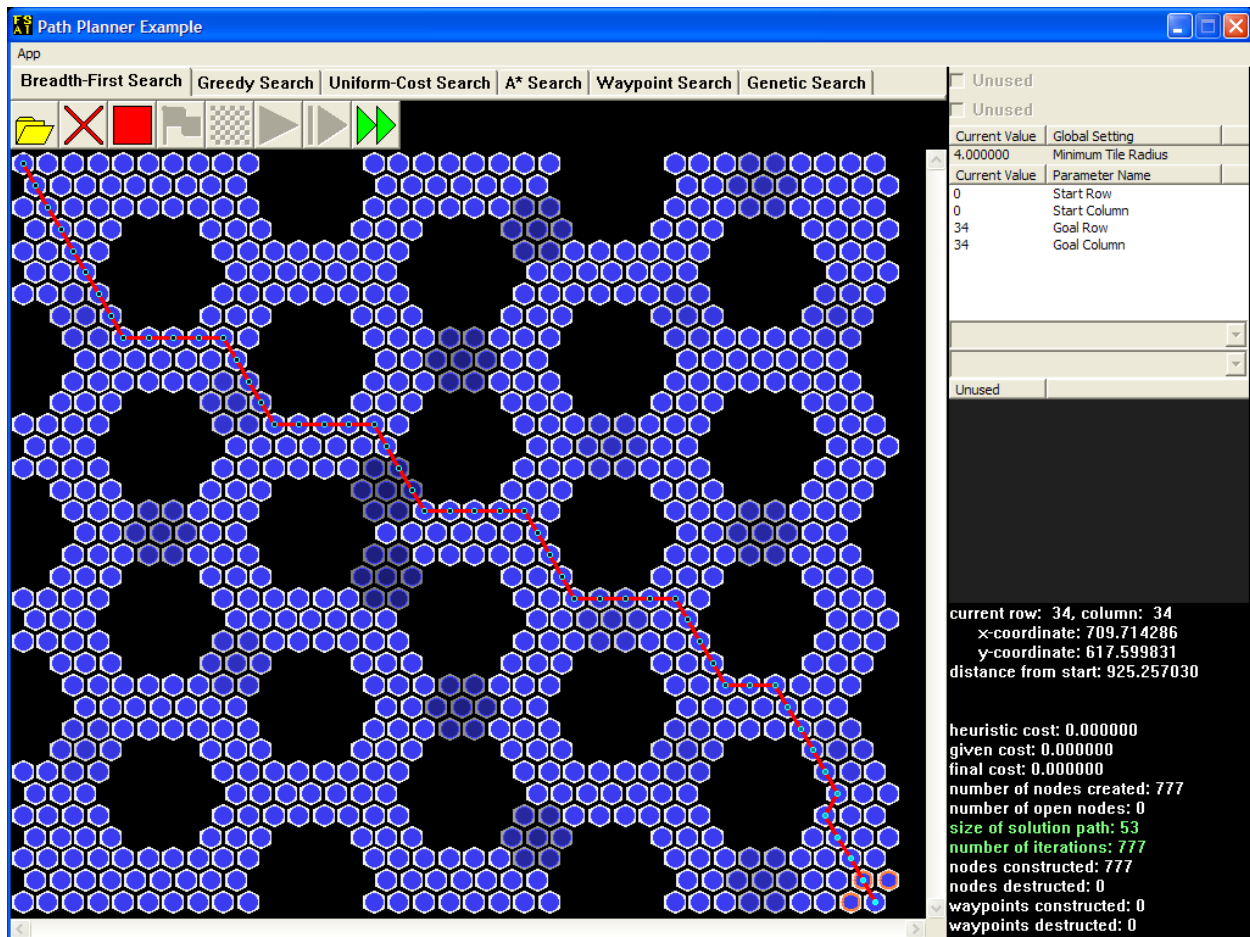 FS AT Path Planner Example
App
Breadth-First Search Greedy Search Uniform-Cost Search A* Search Waypoint Search Genetic Search
Unused
Unused
Current Value Global Setting
4.000000 Minimum Tile Radius
Current Value Parameter Name
0 Start Row
0 Start Column
34 Goal Row
34 Goal Column
Unused
current row: 34, column: 34
x-coordinate: 709.714286
y-coordinate: 617.599831
distance from start: 925.257030
heuristic cost: 0.000000
given cost: 0.000000
final cost: 0.000000
number of nodes created: 777
number of open nodes: 0
size of solution path: 53
number of iterations: 777
nodes constructed: 777
nodes destructed: 0
waypoints constructed: 0
waypoints destructed: 0